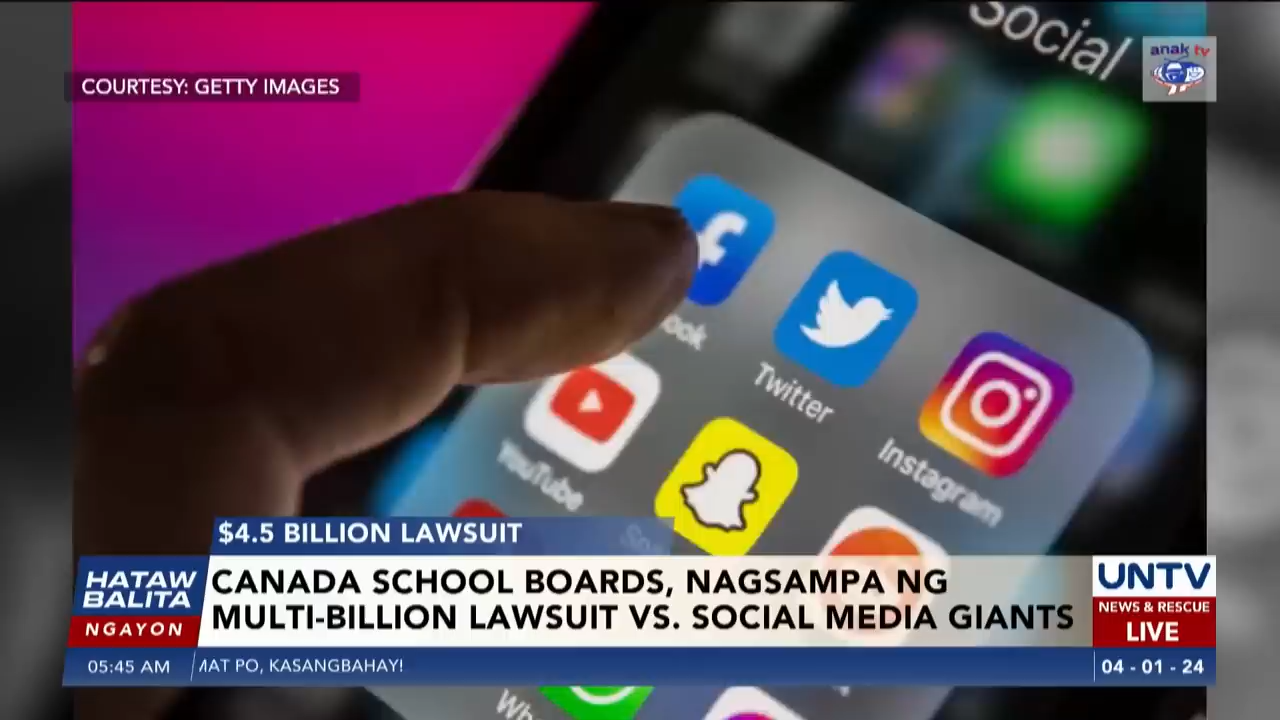 Social
anak tv
COURTESY: GETTY IMAGES
Twitter
Instagram
YouTube
$4.5 BILLION LAWSUIT
HATAW
BALITA
NGAYON
CANADA SCHOOL BOARDS, NAGSAMPA NG
MULTI-BILLION LAWSUIT VS. SOCIAL MEDIA GIANTS
UNTV
NEWS & RESCUE
LIVE
05:45 AM
MAT PO, KASANGBAHAY!
04 - 01 - 24